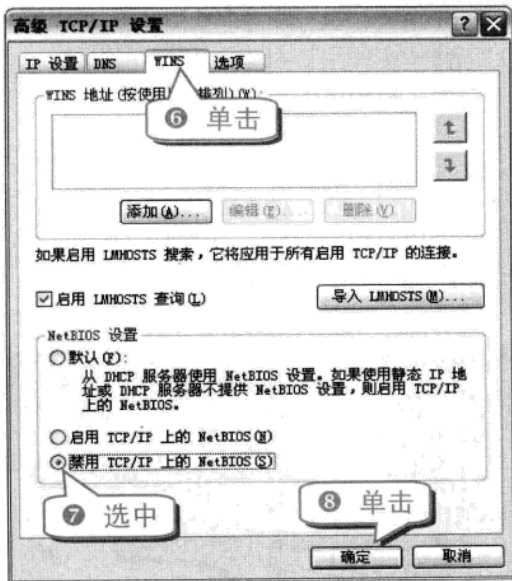 高级 TCP/IP 设置
IP 设置 DNS WINS 选项
WINS 地址(按使用 排列)(W):
❻ 单击
添加(A)... 编辑(E)... 删除(V)
如果启用 LMHOSTS 搜索，它将应用于所有启用 TCP/IP 的连接。
启用 LMHOSTS 查询(L) 导入 LMHOSTS(M)...
NetBIOS 设置
默认(F):
从 DHCP 服务器使用 NetBIOS 设置。如果使用静态 IP 地
址或 DHCP 服务器不提供 NetBIOS 设置，则启用 TCP/IP
上的 NetBIOS。
启用 TCP/IP 上的 NetBIOS(N)
禁用 TCP/IP 上的 NetBIOS(S)
❼ 选中
❽ 单击
确定 取消